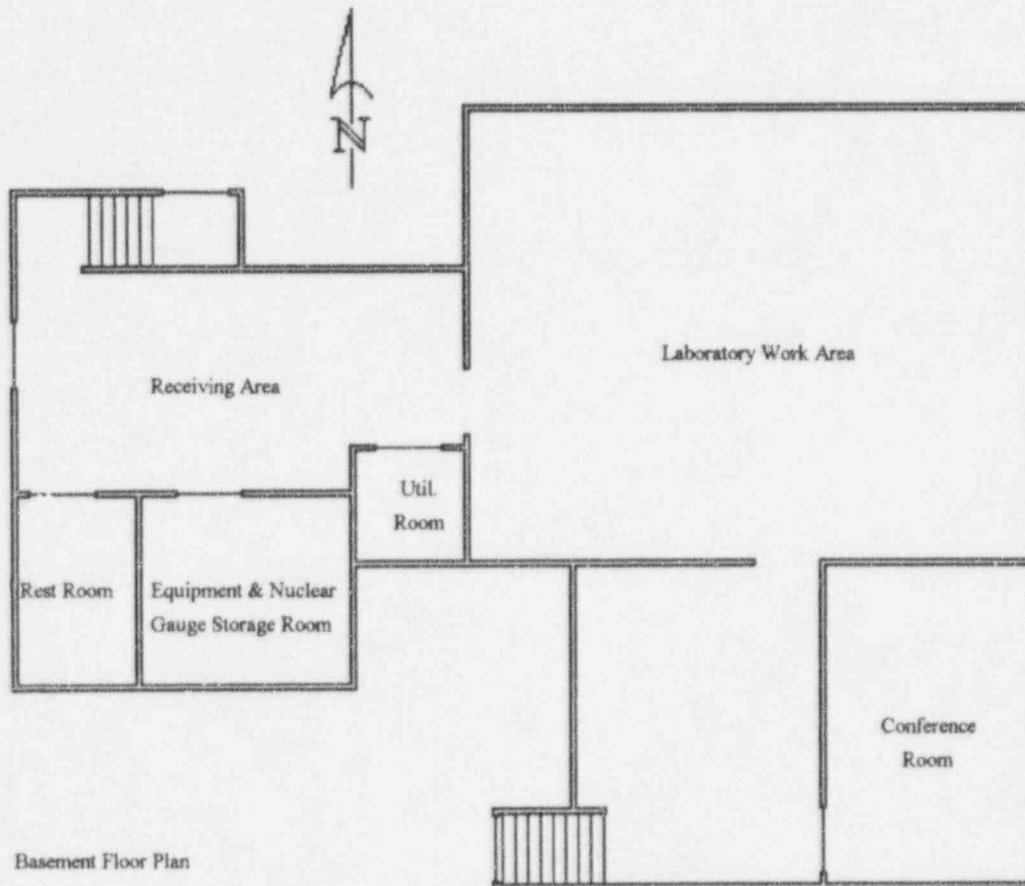 N
Laboratory Work Area
Receiving Area
Util.
Room
Rest Room
Equipment & Nuclear
Gauge Storage Room
Conference
Room
Basement Floor Plan